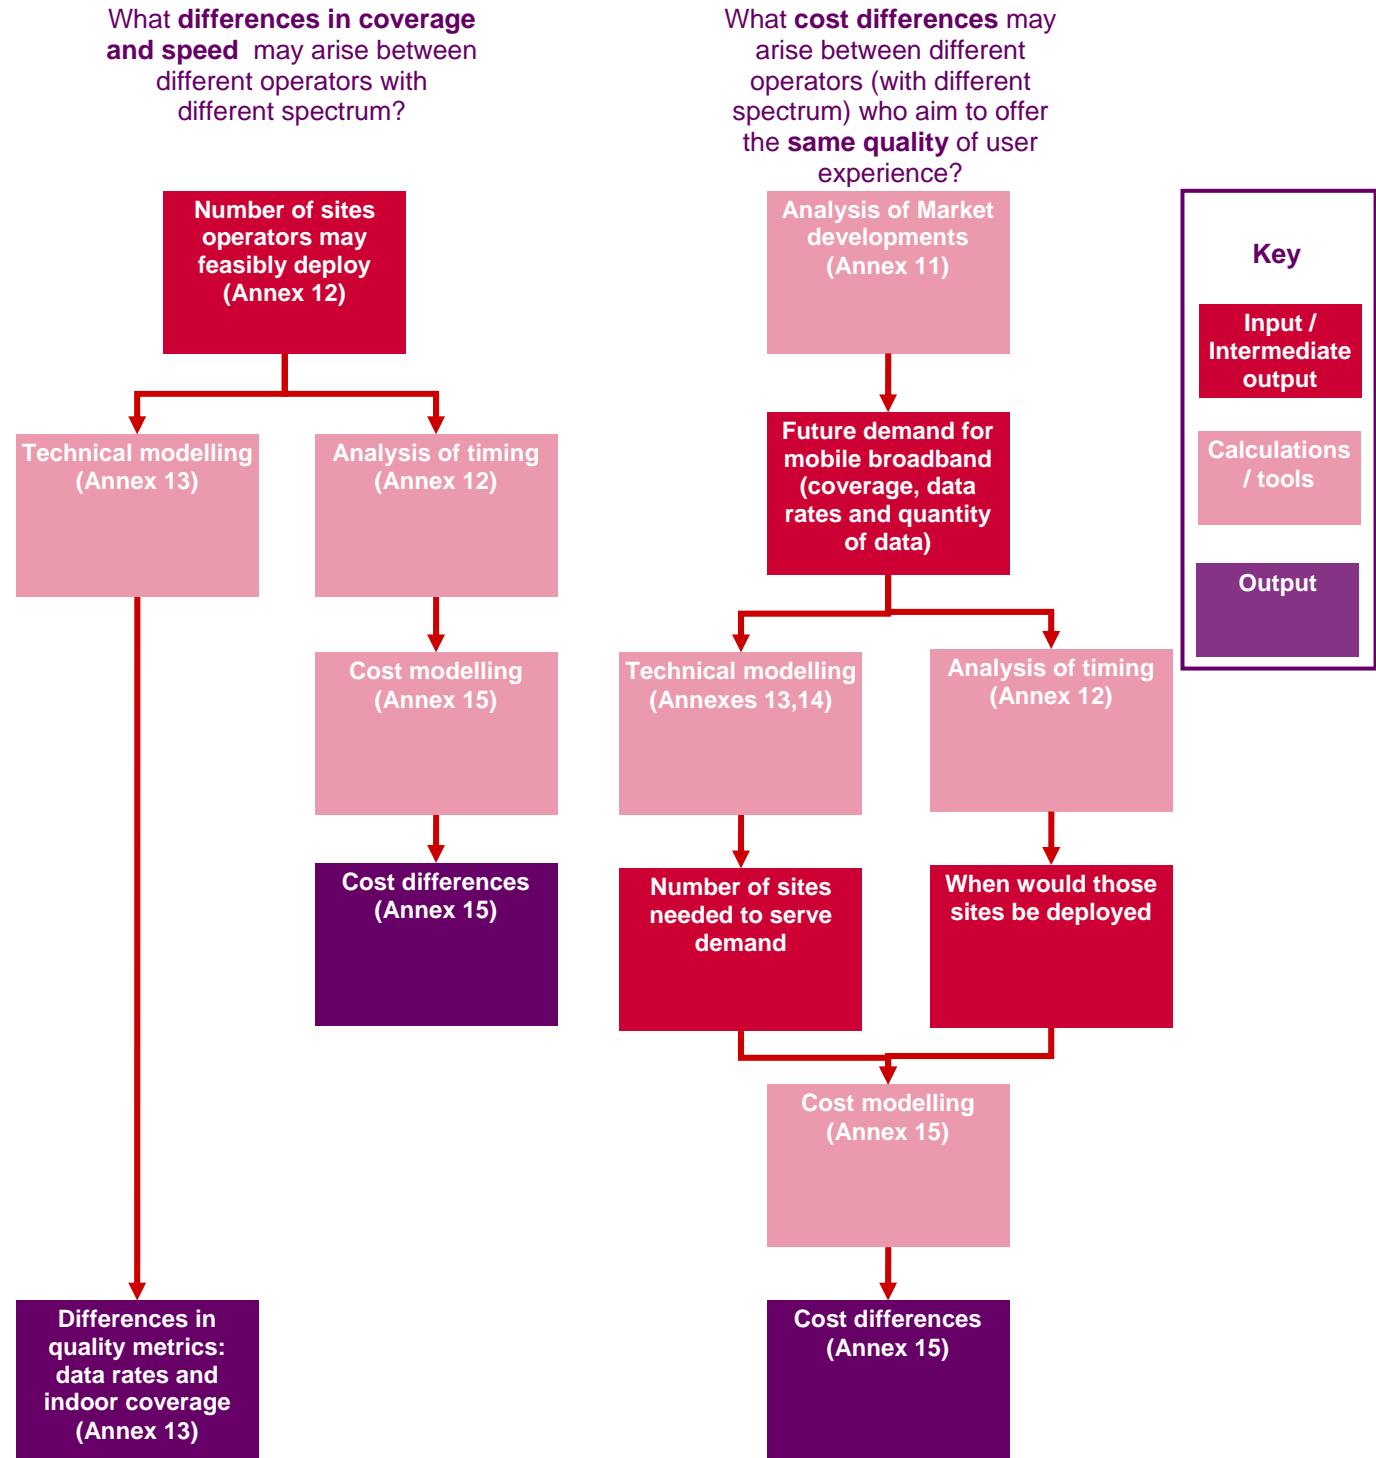 What differences in coverage
and speed may arise between
different operators with
different spectrum?
Number of sites
operators may
feasibly deploy
(Annex 12)
Technical modelling
(Annex 13)
Analysis of timing
(Annex 12)
Cost modelling
(Annex 15)
Cost differences
(Annex 15)
Differences in
quality metrics:
data rates and
indoor coverage
(Annex 13)
What cost differences may
arise between different
operators (with different
spectrum) who aim to offer
the same quality of user
experience?
Analysis of Market
developments
(Annex 11)
Future demand for
mobile broadband
(coverage, data
rates and quantity
of data)
Technical modelling
(Annexes 13,14)
Analysis of timing
(Annex 12)
Number of sites
needed to serve
demand
When would those
sites be deployed
Cost modelling
(Annex 15)
Cost differences
(Annex 15)
Key
Input /
Intermediate
output
Calculations
/ tools
Output